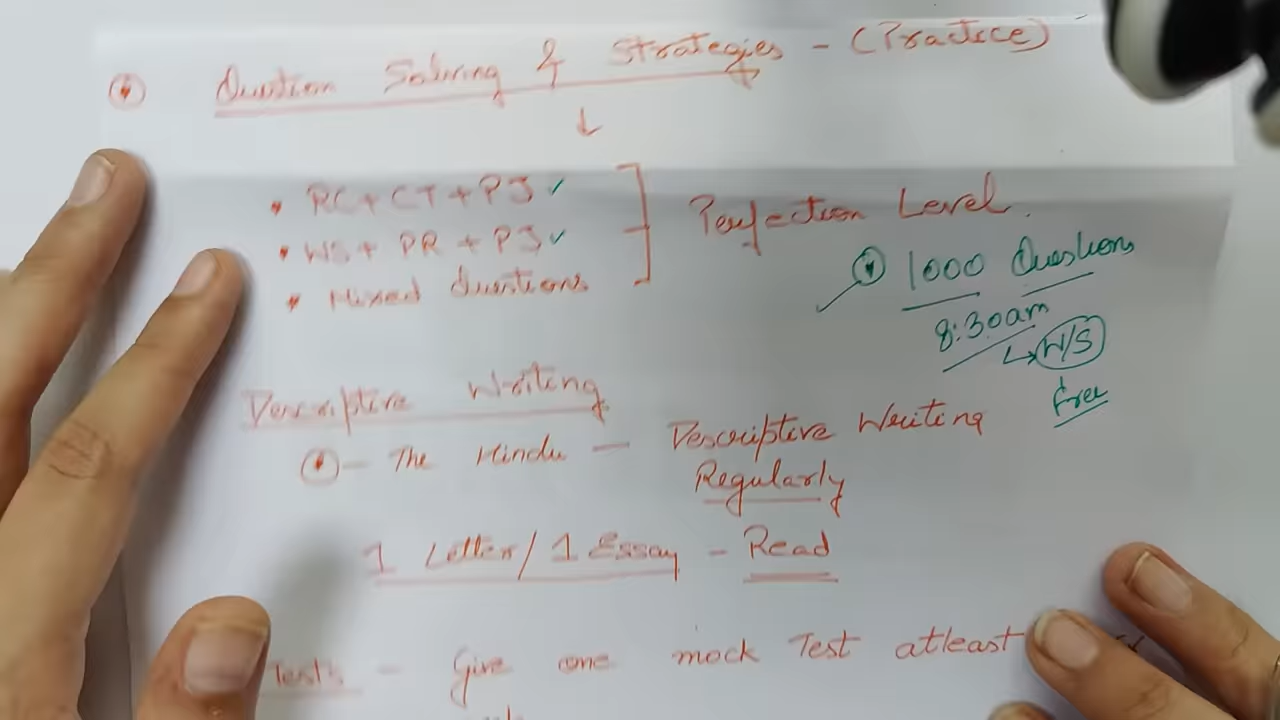 Question Solving & Strategies - (Practice)
↓
• RC + CT + PJ ✓
• WS + PR + PJ ✓
• Mixed Questions
Perfection Level.
1000 Questions
8:30am
↳ W/S
free
Descriptive Writing
- The Hindu - Descriptive Writing
Regularly
1 Letter/1 Essay - Read
Tests - Give one mock Test atleast